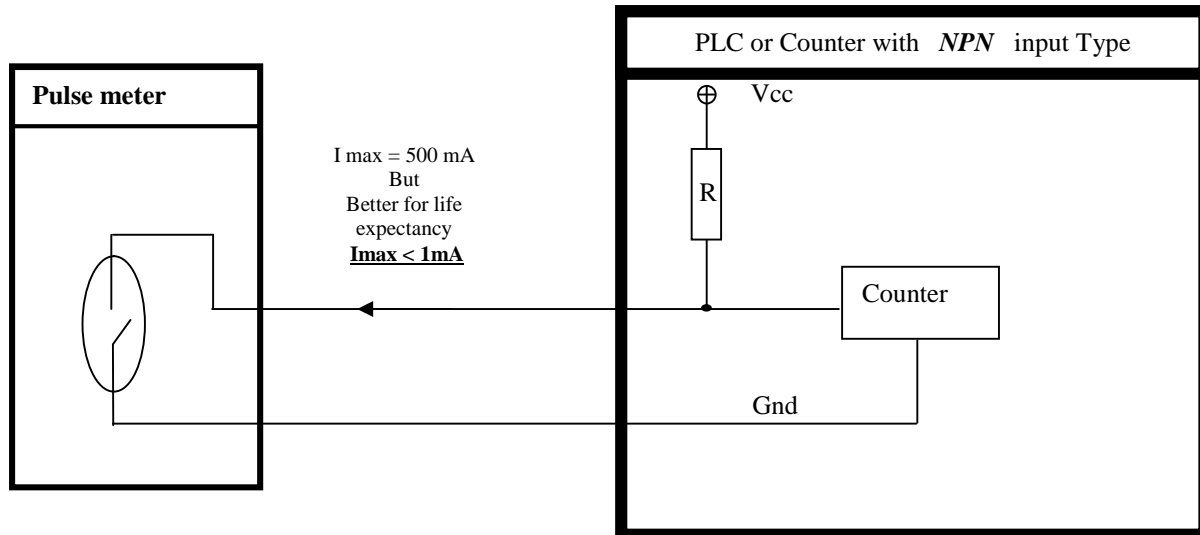 PLC or Counter with NPN input Type
Pulse meter
Vcc
I max = 500 mA
But
Better for life
expectancy
Imax < 1mA
R
Counter
Gnd